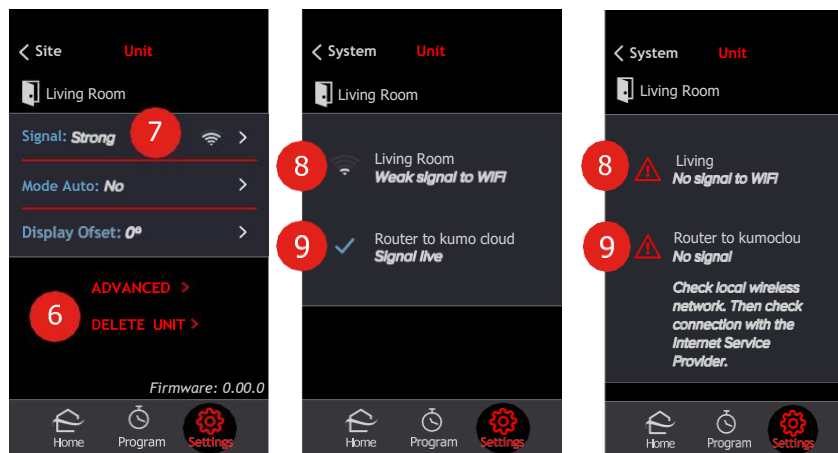 < Site Unit
Living Room
Signal: Strong 7 >
Mode Auto: No >
Display Ofset: 0º >
6
ADVANCED >
DELETE UNIT >
Firmware: 0.00.0
Home Program Settings
< System Unit
Living Room
8 Living Room
Weak signal to WIFI
9 Router to kumo cloud
Signal live
Home Program Settings
< System Unit
Living Room
8 Living
No signal to WIFI
9 Router to kumoclou
No signal
Check local wireless
network. Then check
connection with the
Internet Service
Provider.
Home Program Settings